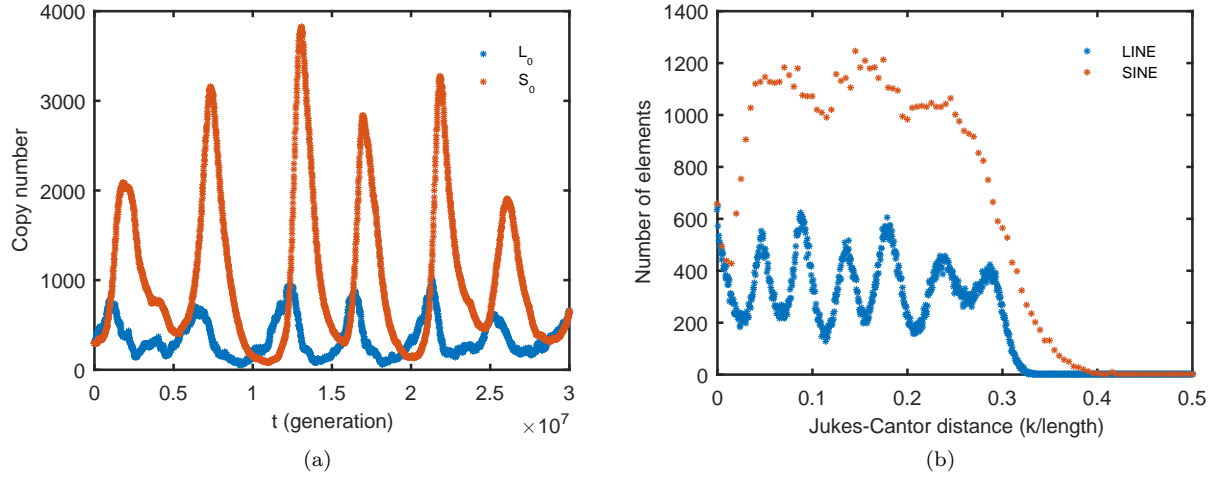 4000
3000
2000
1000
0
Copy number
L₀
S₀
0 0.5 1 1.5 2 2.5 3
t (generation)
×10⁷
(a)
1400
1200
1000
800
600
400
200
0
Number of elements
LINE
SINE
0 0.1 0.2 0.3 0.4 0.5
Jukes-Cantor distance (k/length)
(b)